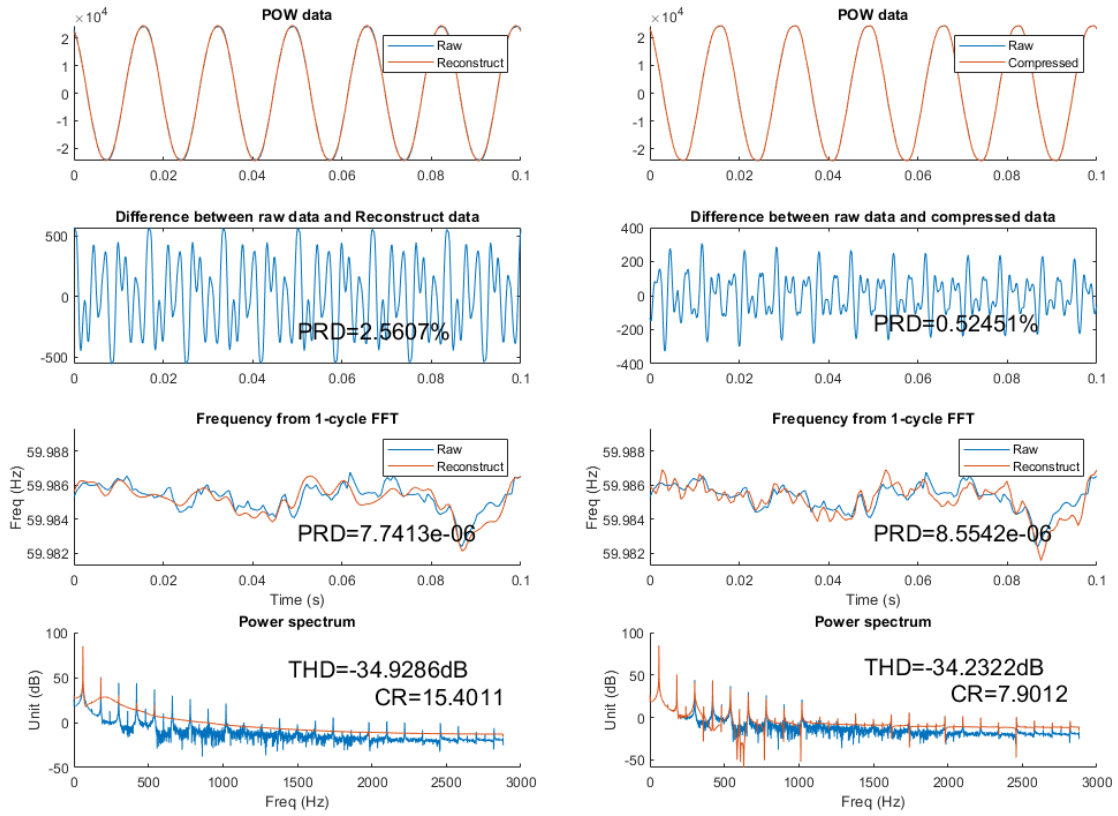 POW data
×10⁴
2
1
0
-1
-2
Raw
Reconstruct
0 0.02 0.04 0.06 0.08 0.1
Difference between raw data and Reconstruct data
500
0
-500
PRD=2.5607%
0 0.02 0.04 0.06 0.08 0.1
Frequency from 1-cycle FFT
Freq (Hz)
59.988
59.986
59.984
59.982
Raw
Reconstruct
PRD=7.7413e-06
0 0.02 0.04 0.06 0.08 0.1
Time (s)
Power spectrum
Unit (dB)
100
50
0
-50
THD=-34.9286dB
CR=15.4011
0 500 1000 1500 2000 2500 3000
Freq (Hz)
POW data
×10⁴
2
1
0
-1
-2
Raw
Compressed
0 0.02 0.04 0.06 0.08 0.1
Difference between raw data and compressed data
400
200
0
-200
-400
PRD=0.52451%
0 0.02 0.04 0.06 0.08 0.1
Frequency from 1-cycle FFT
Freq (Hz)
59.988
59.986
59.984
59.982
Raw
Reconstruct
PRD=8.5542e-06
0 0.02 0.04 0.06 0.08 0.1
Time (s)
Power spectrum
Unit (dB)
100
50
0
-50
THD=-34.2322dB
CR=7.9012
0 500 1000 1500 2000 2500 3000
Freq (Hz)